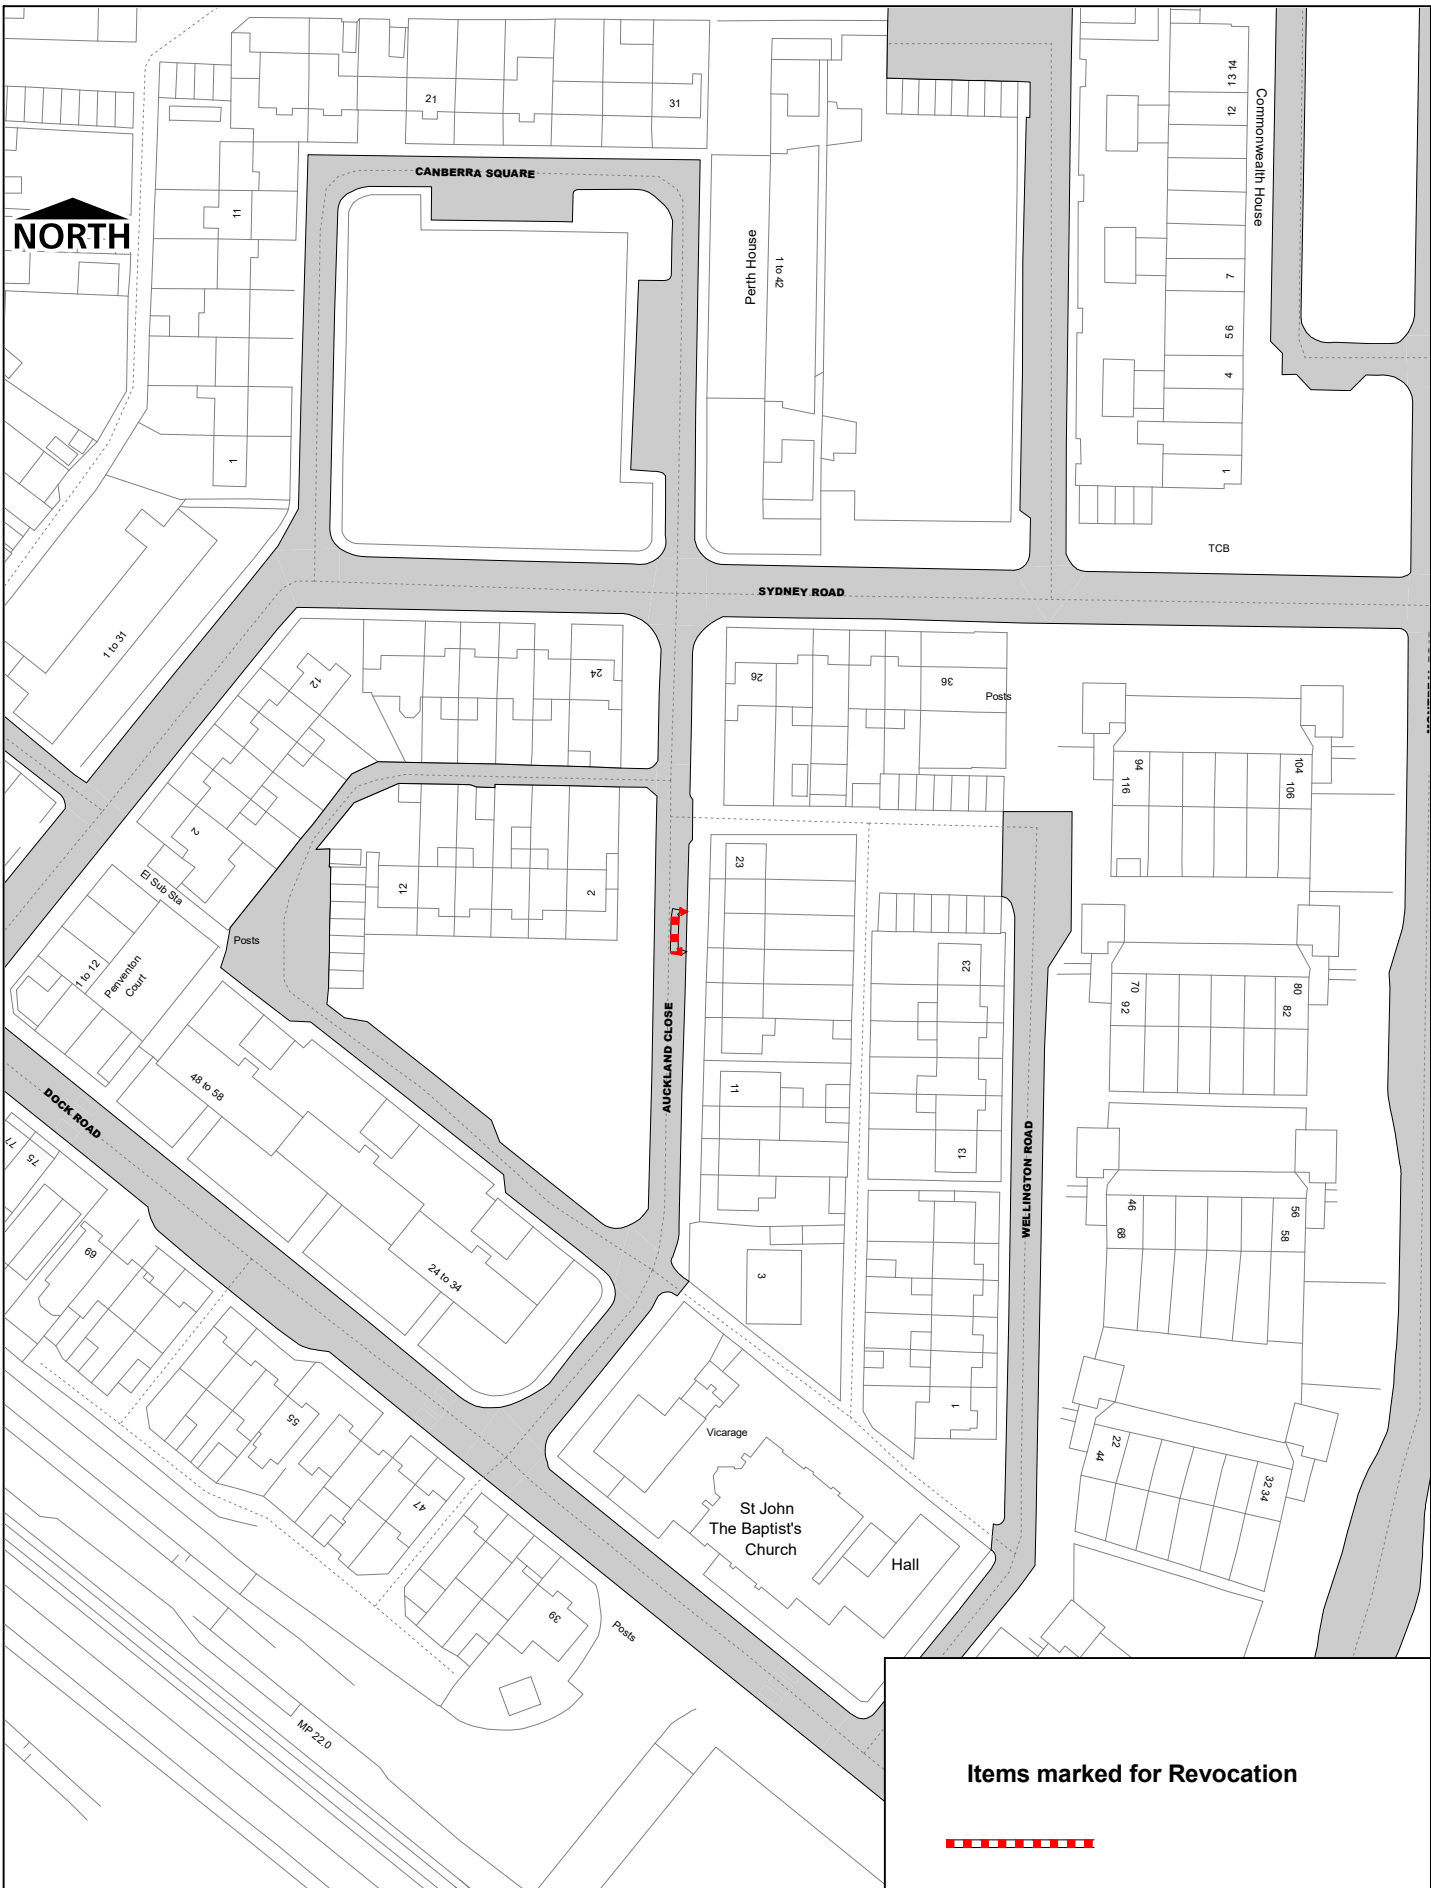 21
31
13 14
12
Commonwealth House
CANBERRA SQUARE
NORTH
11
Perth House
1 to 42
7
5 6
4
1
1
TCB
SYDNEY ROAD
1 to 31
12
24
26
36
Posts
94
116
104
106
2
El Sub Sta
12
2
23
Posts
1 to 12
Penventon
Court
23
70
92
80
82
AUCKLAND CLOSE
48 to 58
11
DOCK ROAD
77
75
13
WELLINGTON ROAD
46
68
56
58
69
24 to 34
3
55
1
Vicarage
22
44
32 34
47
St John
The Baptist's
Church
Hall
39
Posts
MP 22.0
Items marked for Revocation